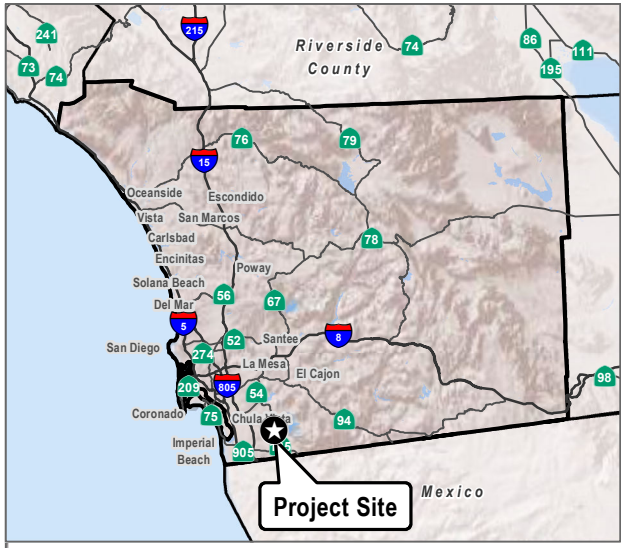 241
215
Riverside
County
74
86
111
73
74
195
76
79
15
Oceanside
Escondido
Vista
San Marcos
Carlsbad
78
Encinitas
Poway
Solana Beach
56
67
Del Mar
5
8
San Diego
274
52
Santee
La Mesa
El Cajon
98
209
805
54
Coronado
75
Chula Vista
94
Imperial
Beach
905
Project Site
Mexico